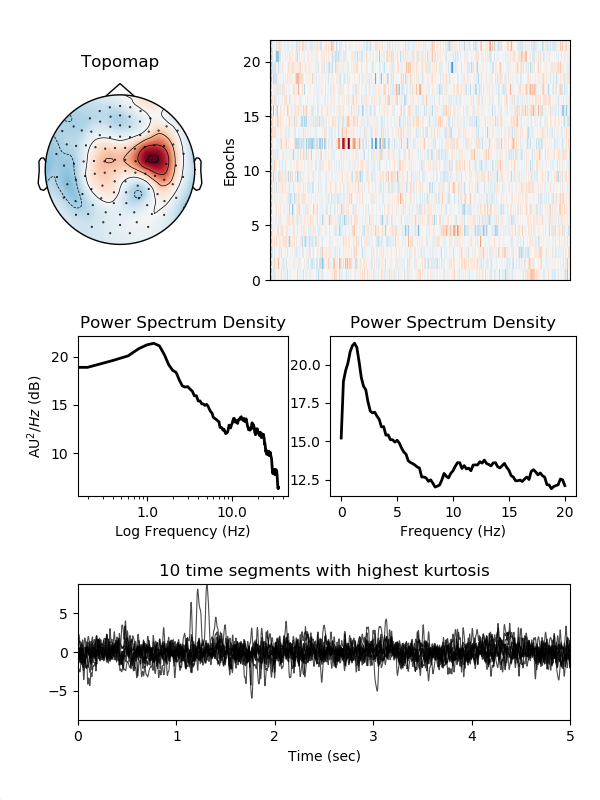 Topomap
Epochs
20
15
10
5
0
Power Spectrum Density
AU²/Hz (dB)
20
15
10
1.0 10.0
Log Frequency (Hz)
Power Spectrum Density
20.0
17.5
15.0
12.5
0 5 10 15 20
Frequency (Hz)
10 time segments with highest kurtosis
5
0
−5
0 1 2 3 4 5
Time (sec)